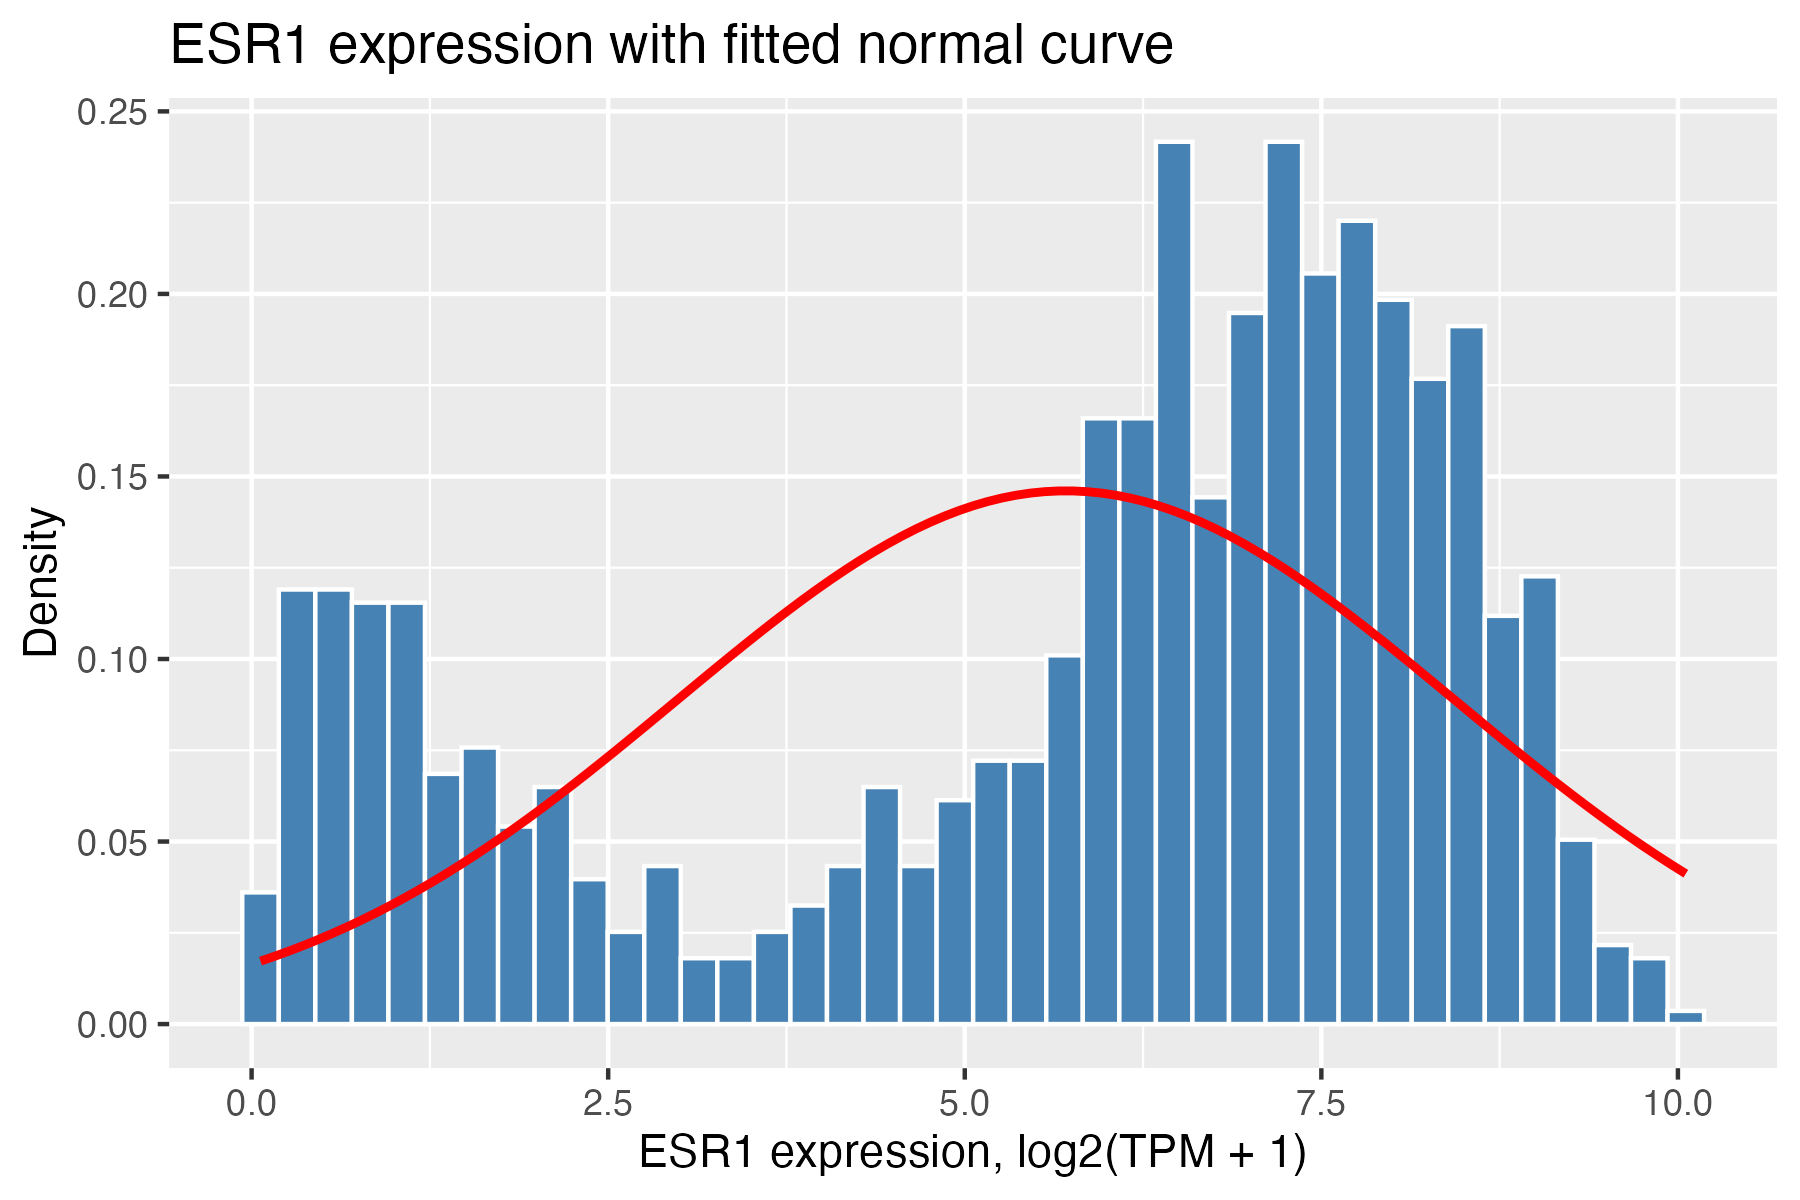 ESR1 expression with fitted normal curve
Density
0.25
0.20
0.15
0.10
0.05
0.00
0.0 2.5 5.0 7.5 10.0
ESR1 expression, log2(TPM + 1)